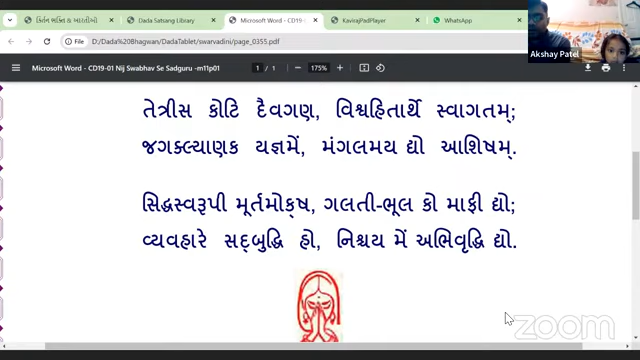 કીર્તન ભક્તિ & આરતીઓ
Dada Satsang Library
Microsoft Word - CD19
KavirajPadPlayer
WhatsApp
File
D:/Dada%20Bhagwan/DadaTablet/swarvadini/page_0355.pdf
Akshay Patel
Microsoft Word - CD19-01 Nij Swabhav Se Sadguru -m11p01
1 / 1
175%
તેત્રીસ કોટિ દૈવગણ, વિશ્વહિતાર્થે સ્વાગતમ્;
જગક્લ્યાણક યજ્ઞમેં, મંગલમય દ્યો આશિષમ્.
સિદ્ધસ્વરૂપી મૂર્તમોક્ષ, ગલતી-ભૂલ કો માફી દ્યો;
વ્યવહારે સદ્બુદ્ધિ હો, નિશ્ચય મેં અભિવૃદ્ધિ દ્યો.
zoom